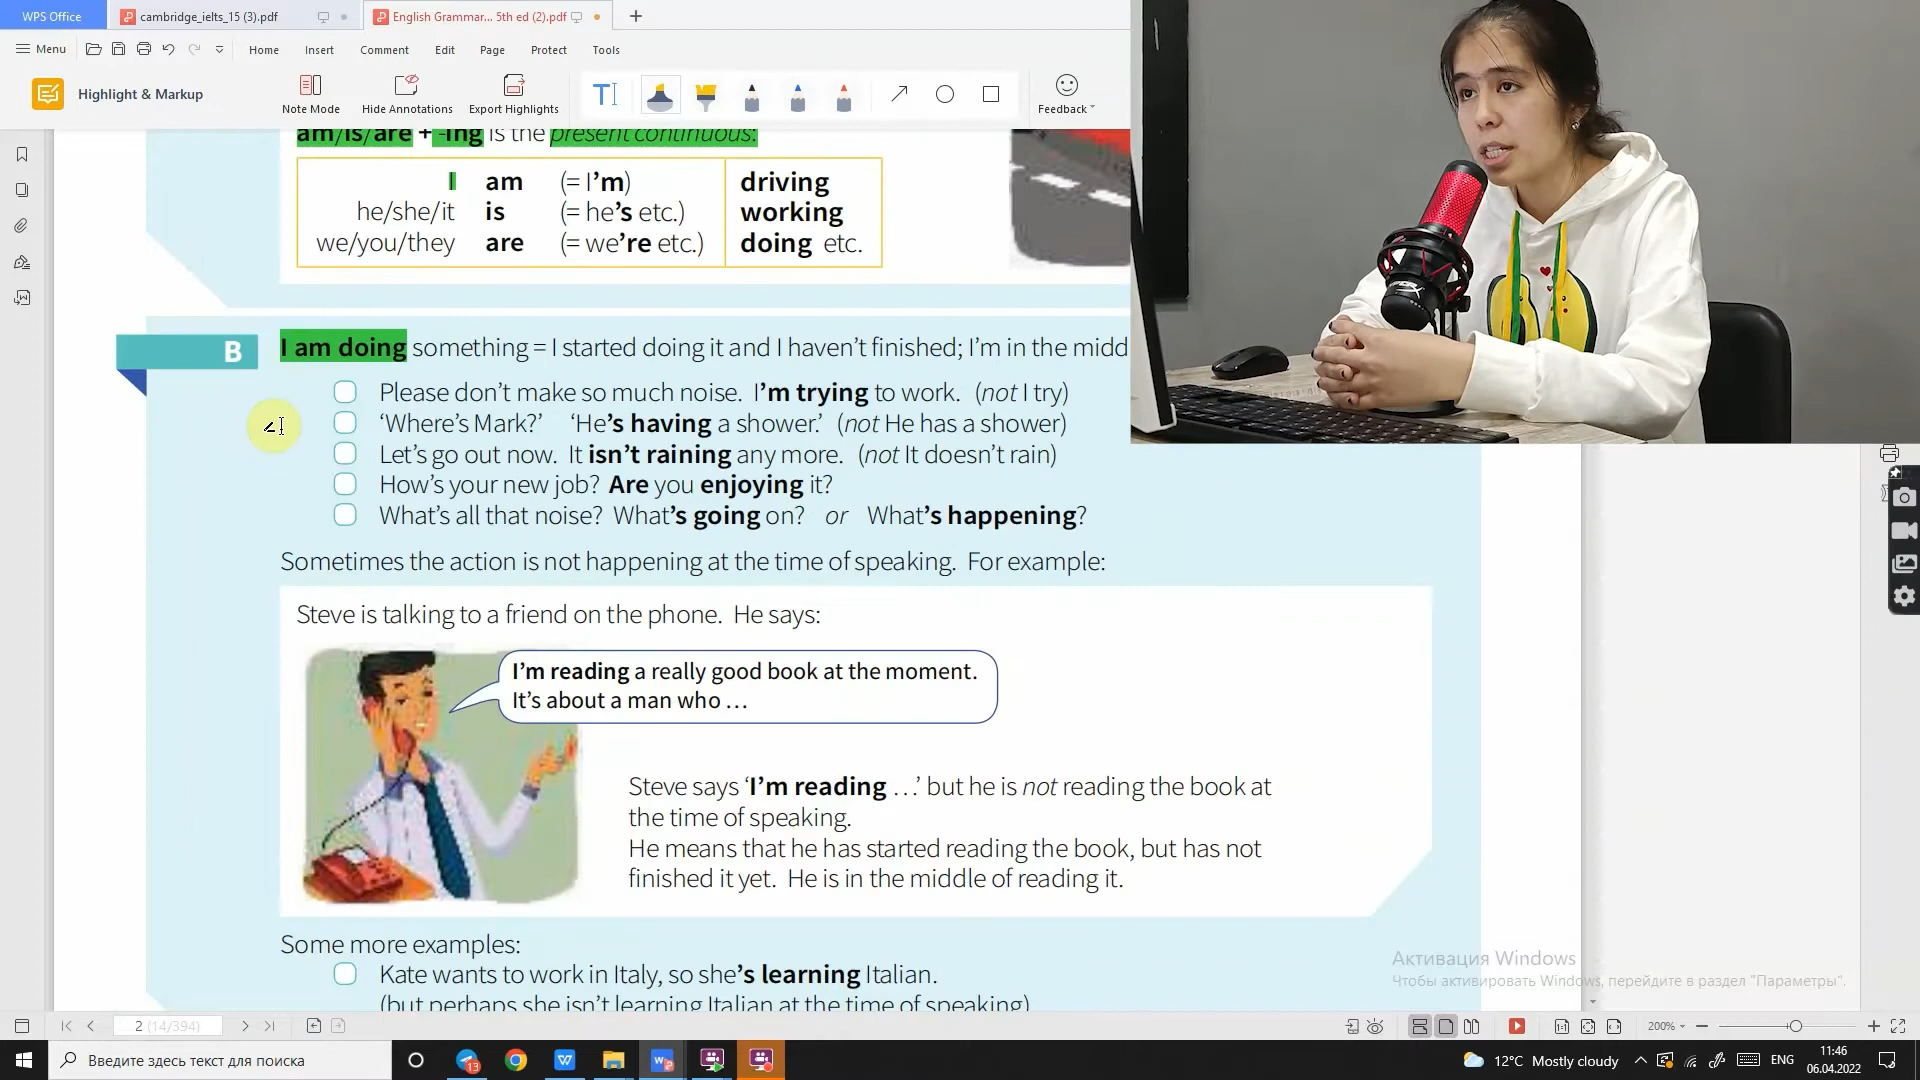 WPS Office
cambridge_ielts_15 (3).pdf
English Grammar... 5th ed (2).pdf
Menu
Home
Insert
Comment
Edit
Page
Protect
Tools
Highlight & Markup
Note Mode
Hide Annotations
Export Highlights
Feedback
am/is/are + -ing is the present continuous:
I am (= I'm) driving
he/she/it is (= he's etc.) working
we/you/they are (= we're etc.) doing etc.
B
I am doing something = I started doing it and I haven't finished; I'm in the midd
Please don't make so much noise. I'm trying to work. (not I try)
‘Where's Mark?’ ‘He's having a shower.’ (not He has a shower)
Let's go out now. It isn't raining any more. (not It doesn't rain)
How's your new job? Are you enjoying it?
What's all that noise? What's going on? or What's happening?
Sometimes the action is not happening at the time of speaking. For example:
Steve is talking to a friend on the phone. He says:
I'm reading a really good book at the moment.
It's about a man who …
Steve says ‘I'm reading …’ but he is not reading the book at
the time of speaking.
He means that he has started reading the book, but has not
finished it yet. He is in the middle of reading it.
Some more examples:
Kate wants to work in Italy, so she's learning Italian.
(but perhaps she isn't learning Italian at the time of speaking)
Активация Windows
Чтобы активировать Windows, перейдите в раздел "Параметры".
2 (14/394)
200%
Введите здесь текст для поиска
13
12°C Mostly cloudy
ENG
11:46
06.04.2022